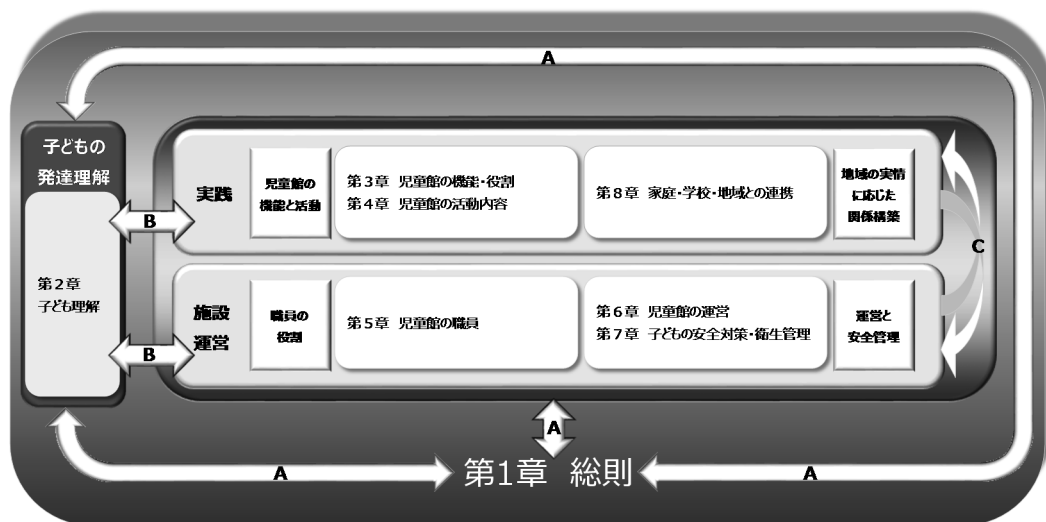 A
子どもの
発達理解
第２章
子ども理解
B
B
実践
児童館の
機能と活動
第３章 児童館の機能・役割
第４章 児童館の活動内容
第８章 家庭・学校・地域との連携
地域の実情
に応じた
関係構築
C
施設
運営
職員の
役割
第５章 児童館の職員
第６章 児童館の運営
第７章 子どもの安全対策・衛生管理
運営と
安全管理
A
A
第1章 総則
A